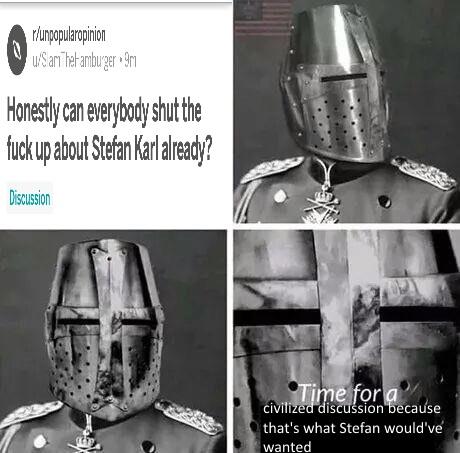 r/unpopularopinion
u/SlamTheHamburger • 9m
Honestly can everybody shut the
fuck up about Stefan Karl already?
Discussion
Time for a
civilized discussion because
that's what Stefan would've
wanted